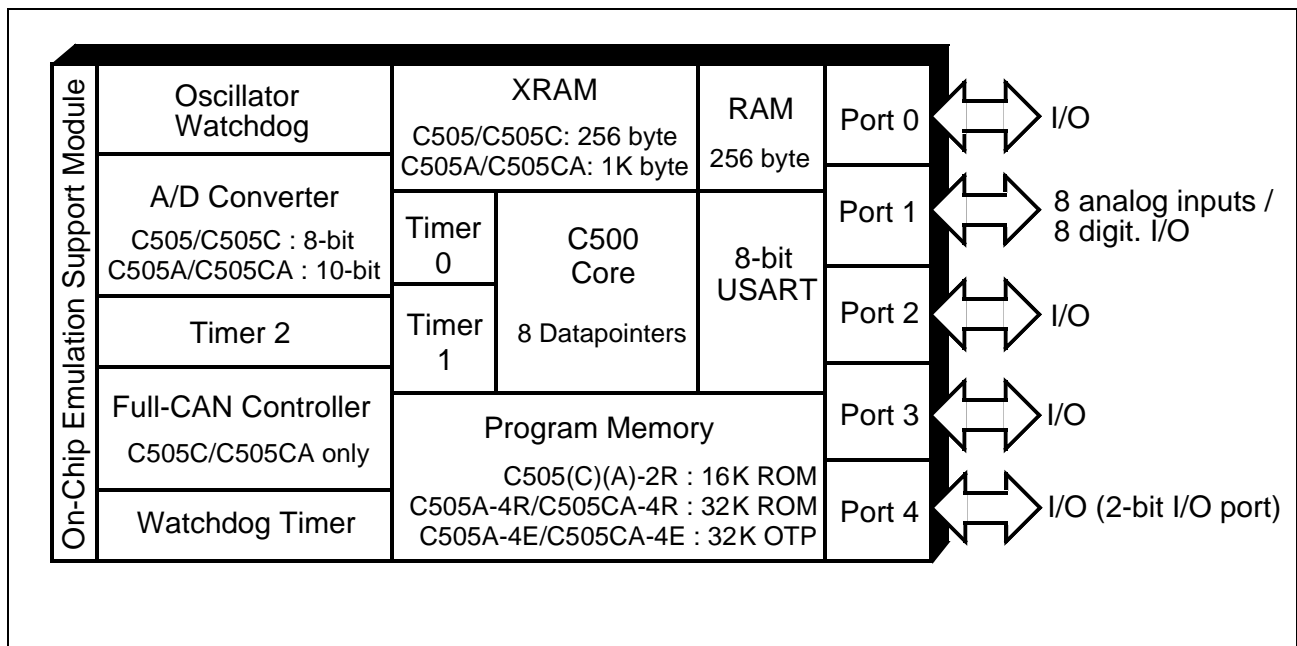 On-Chip Emulation Support Module
Oscillator
Watchdog
A/D Converter
C505/C505C : 8-bit
C505A/C505CA : 10-bit
Timer 2
Full-CAN Controller
C505C/C505CA only
Watchdog Timer
XRAM
C505/C505C: 256 byte
C505A/C505CA: 1K byte
RAM
256 byte
Timer
0
Timer
1
C500
Core
8 Datapointers
8-bit
USART
Program Memory
C505(C)(A)-2R : 16K ROM
C505A-4R/C505CA-4R : 32K ROM
C505A-4E/C505CA-4E : 32K OTP
Port 0
I/O
Port 1
8 analog inputs /
8 digit. I/O
Port 2
I/O
Port 3
I/O
Port 4
I/O (2-bit I/O port)